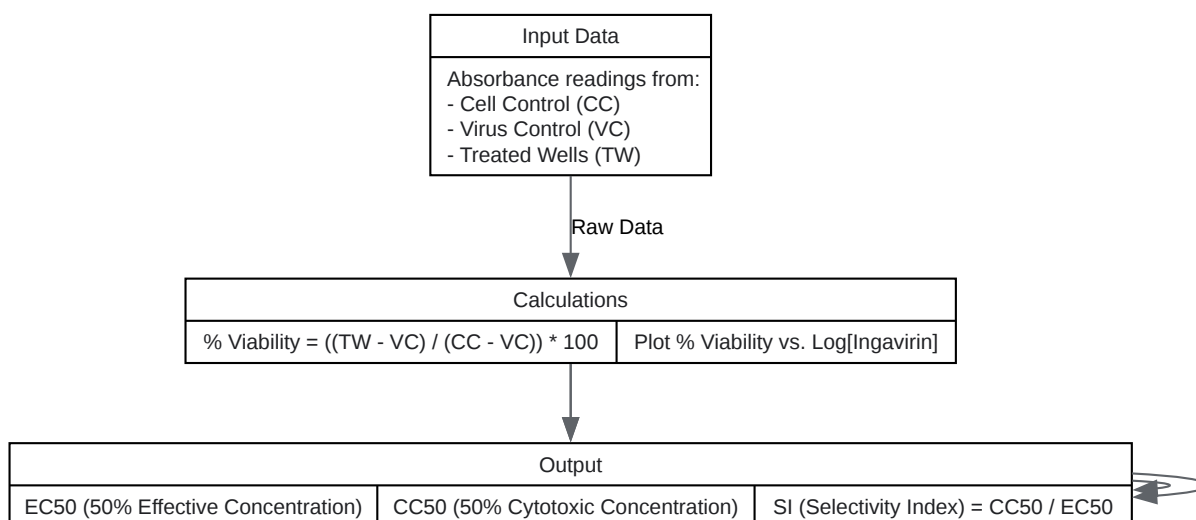 Input Data
Absorbance readings from:
- Cell Control (CC)
- Virus Control (VC)
- Treated Wells (TW)
Raw Data
Calculations
% Viability = ((TW - VC) / (CC - VC)) * 100
Plot % Viability vs. Log[Ingavirin]
Output
EC50 (50% Effective Concentration)
CC50 (50% Cytotoxic Concentration)
SI (Selectivity Index) = CC50 / EC50